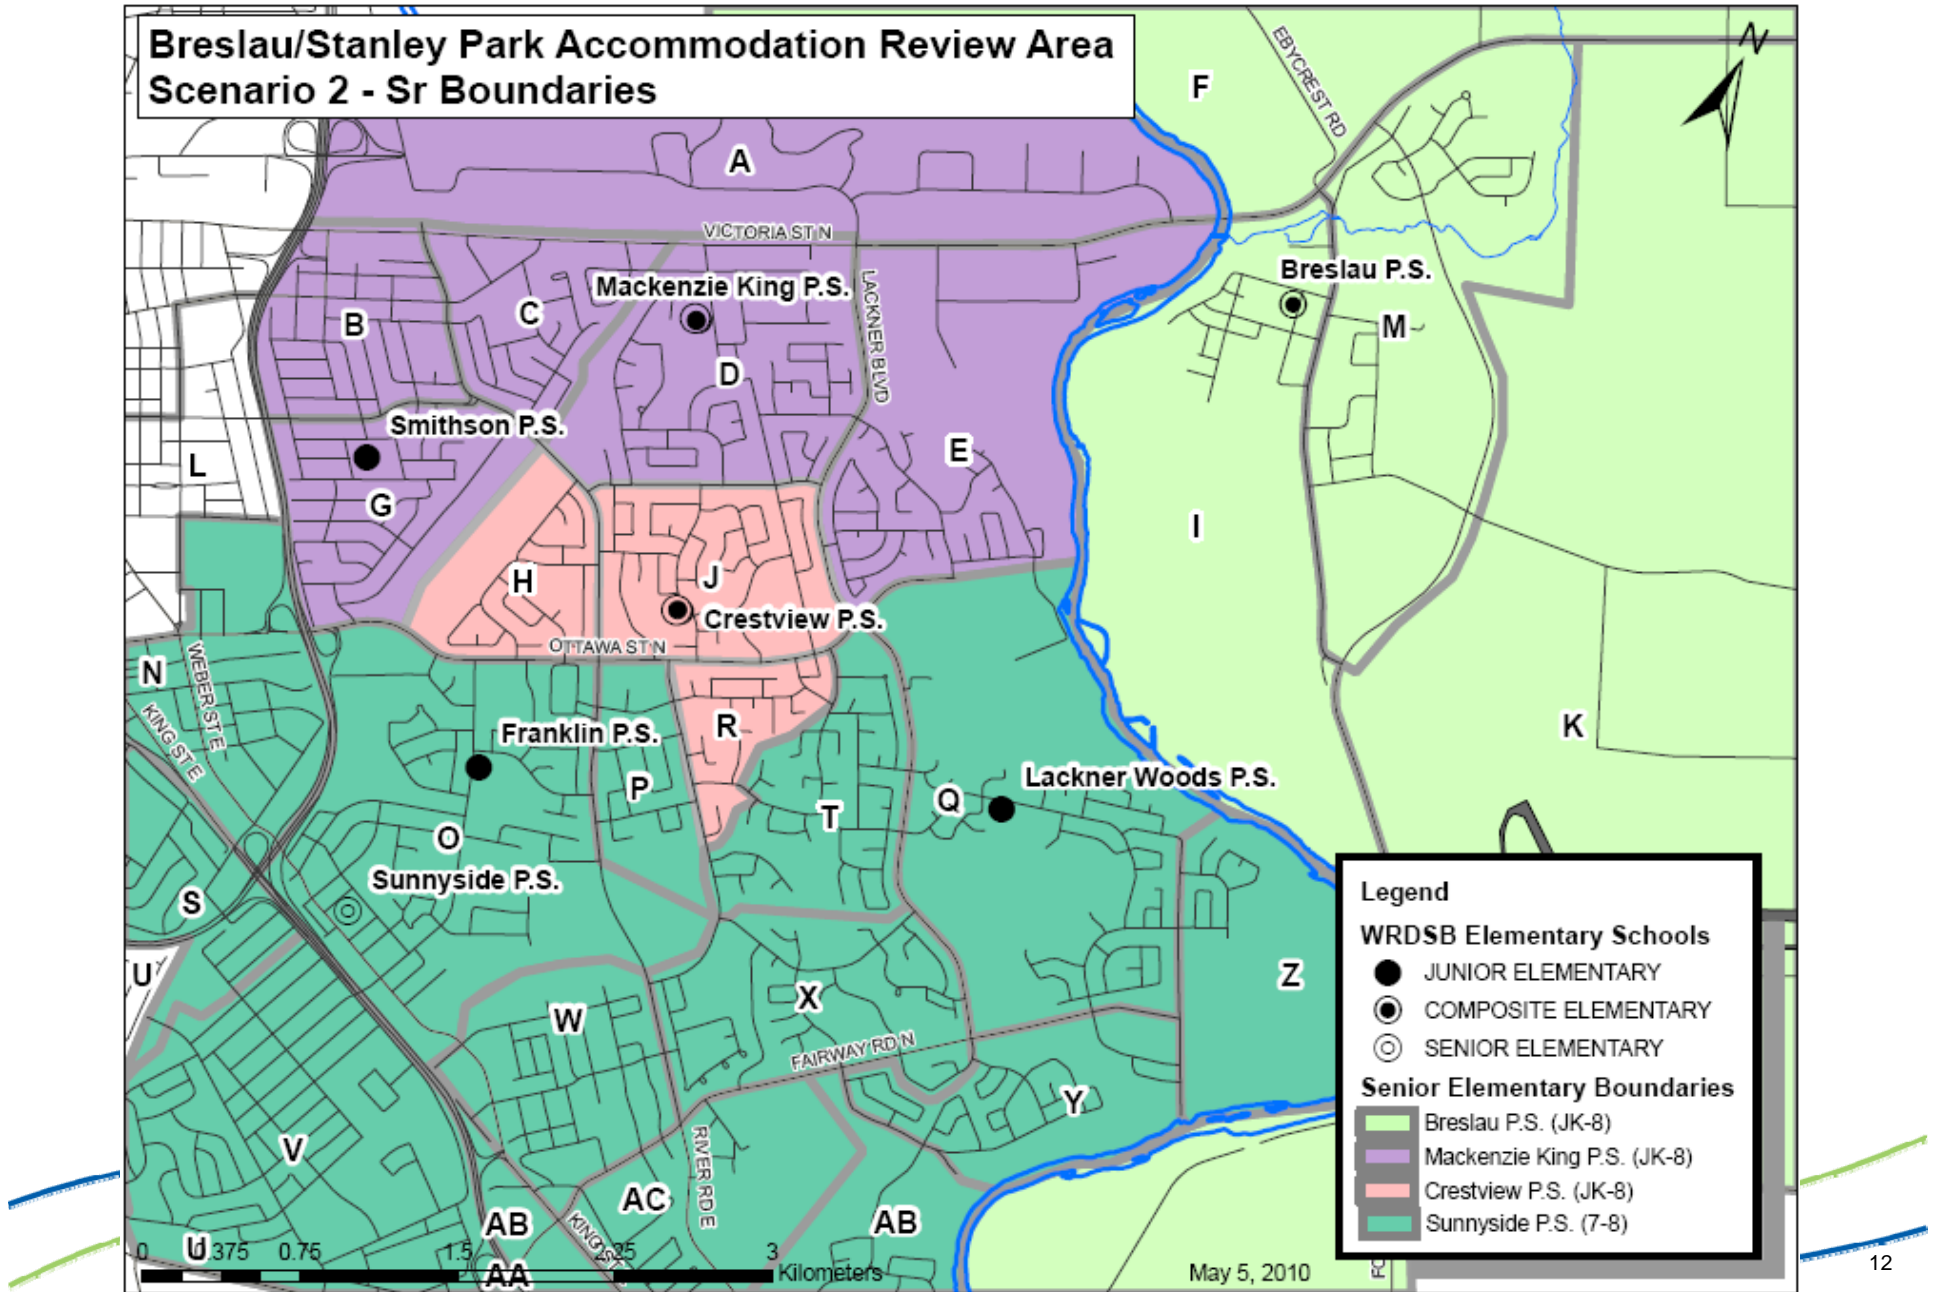 Breslau/Stanley Park Accommodation Review Area
Scenario 2 - Sr Boundaries
N
F
EBYCREST RD
A
VICTORIA ST N
Mackenzie King P.S.
Breslau P.S.
LACKNER BLVD
B
C
D
M
Smithson P.S.
E
L
G
I
H
J
Crestview P.S.
OTTAWA ST N
N
WEBER ST E
KING ST E
Franklin P.S.
R
K
P
Lackner Woods P.S.
Q
T
O
Sunnyside P.S.
S
U
W
X
Z
FAIRWAY RD N
Y
V
RIVER RD E
AC
AB
AB
KING ST
U
AA
0
0.375
0.75
1.5
2.25
3
Kilometers
May 5, 2010
Legend
WRDSB Elementary Schools
JUNIOR ELEMENTARY
COMPOSITE ELEMENTARY
SENIOR ELEMENTARY
Senior Elementary Boundaries
Breslau P.S. (JK-8)
Mackenzie King P.S. (JK-8)
Crestview P.S. (JK-8)
Sunnyside P.S. (7-8)
12